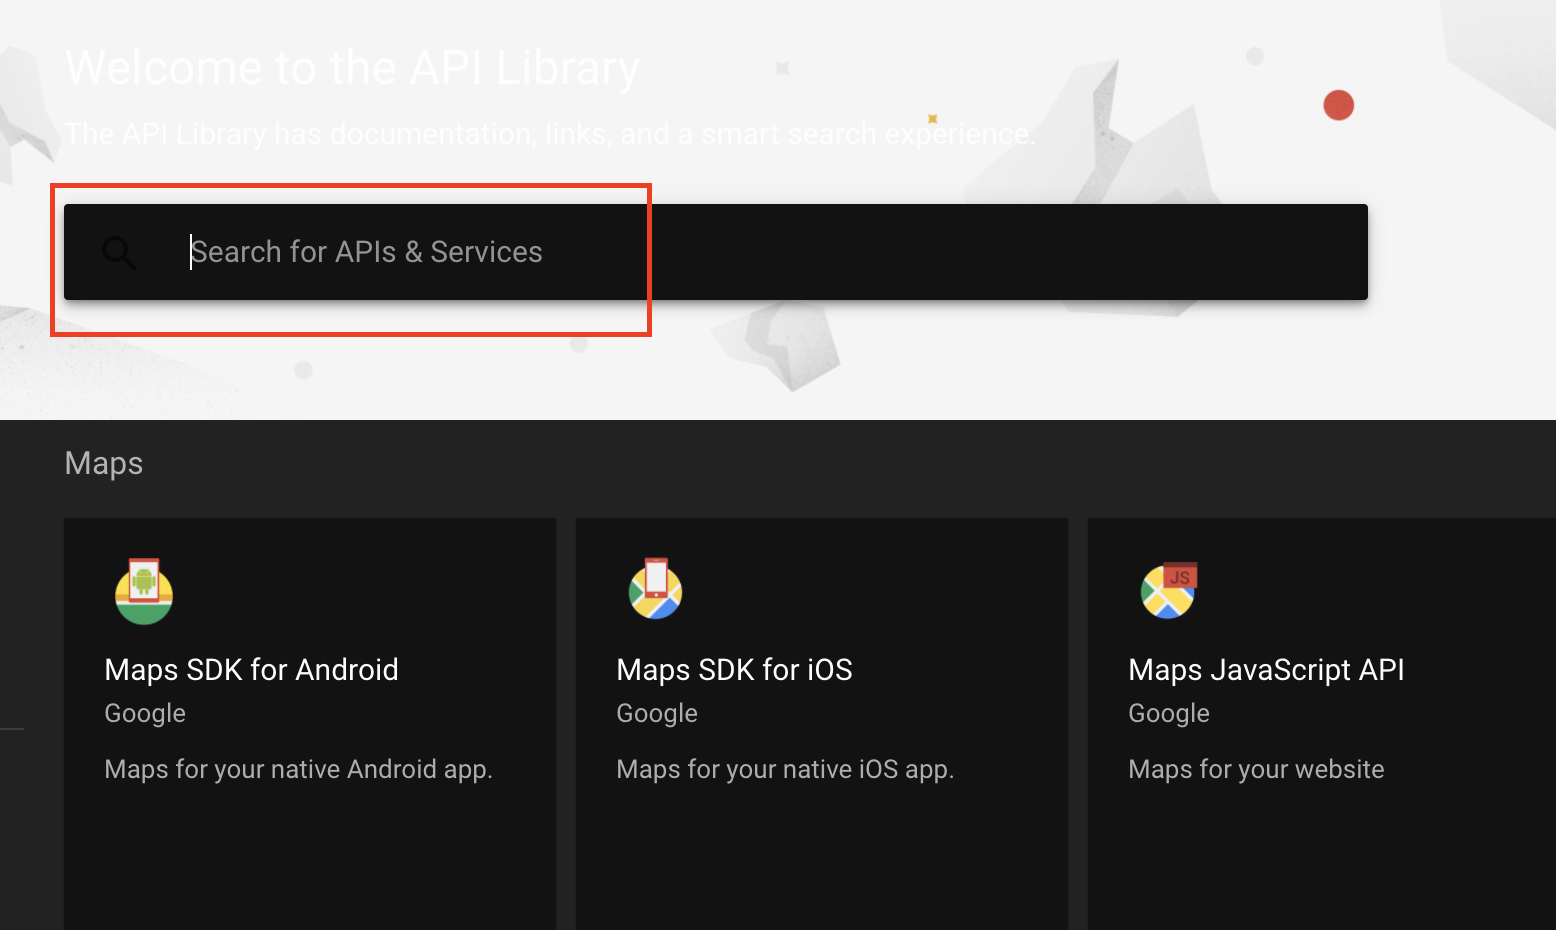 Welcome to the API Library
The API Library has documentation, links, and a smart search experience.
Search for APIs & Services
Maps
JS
Maps SDK for Android
Google
Maps for your native Android app.
Maps SDK for iOS
Google
Maps for your native iOS app.
Maps JavaScript API
Google
Maps for your website